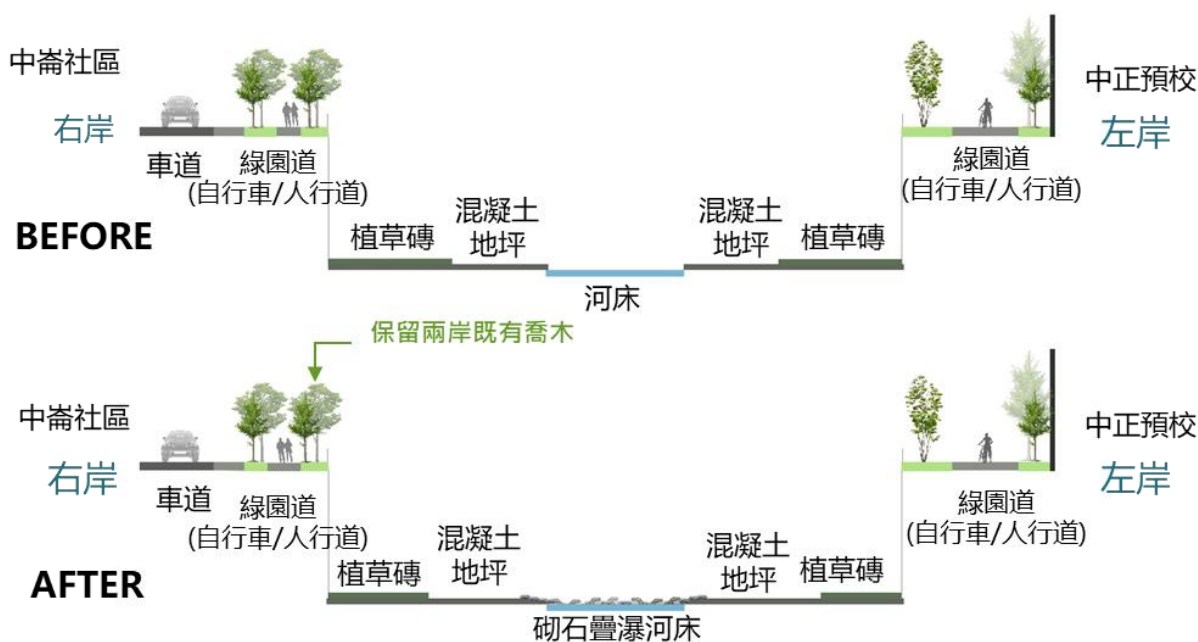 中崙社區
右岸
車道
綠園道
(自行車/人行道)
中正預校
左岸
綠園道
(自行車/人行道)
BEFORE
植草磚
混凝土
地坪
混凝土
地坪
植草磚
河床
保留兩岸既有喬木
中崙社區
右岸
車道
綠園道
(自行車/人行道)
中正預校
左岸
綠園道
(自行車/人行道)
AFTER
植草磚
混凝土
地坪
混凝土
地坪
植草磚
砌石疊瀑河床